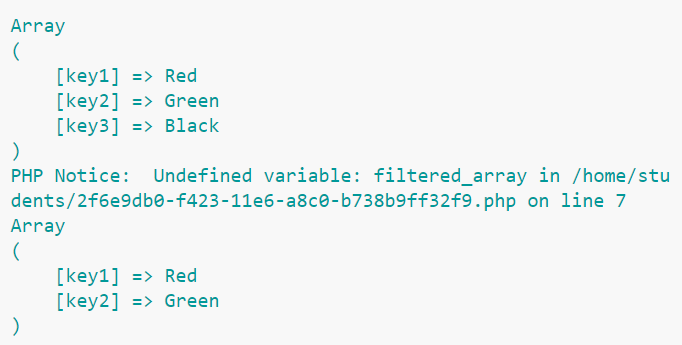 Array
(
    [key1] => Red
    [key2] => Green
    [key3] => Black
)
PHP Notice:  Undefined variable: filtered_array in /home/stu
dents/2f6e9db0-f423-11e6-a8c0-b738b9ff32f9.php on line 7
Array
(
    [key1] => Red
    [key2] => Green
)